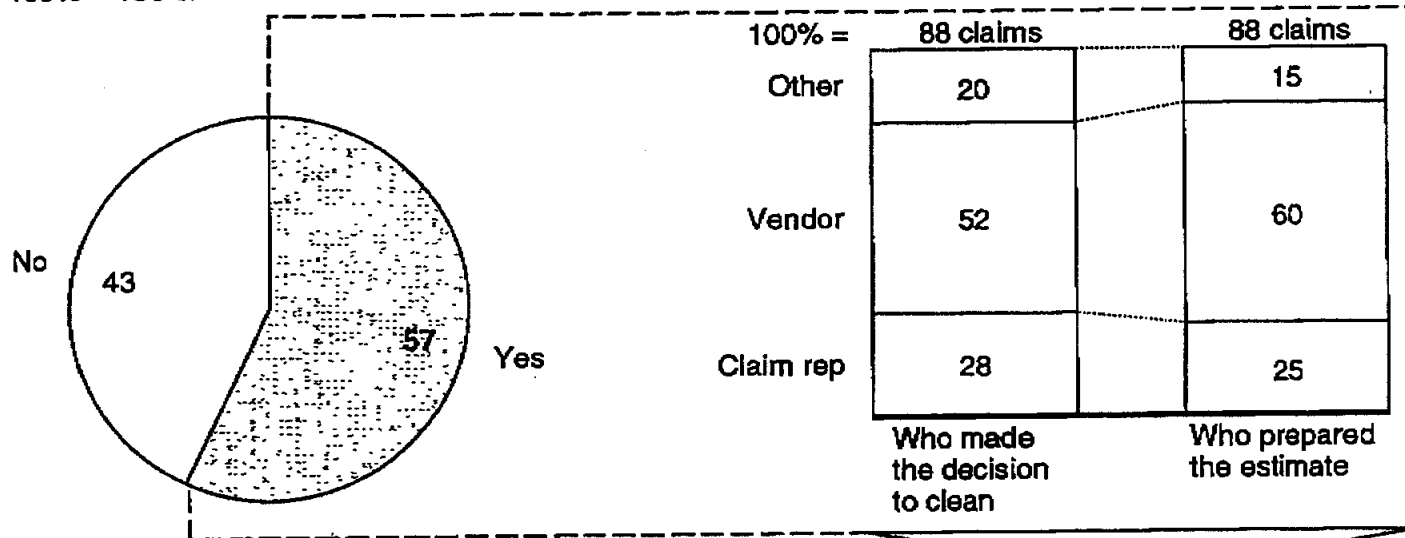 100% =
88 claims
88 claims
Other
20
15
No
43
57
Yes
Vendor
52
60
Claim rep
28
25
Who made
the decision
to clean
Who prepared
the estimate